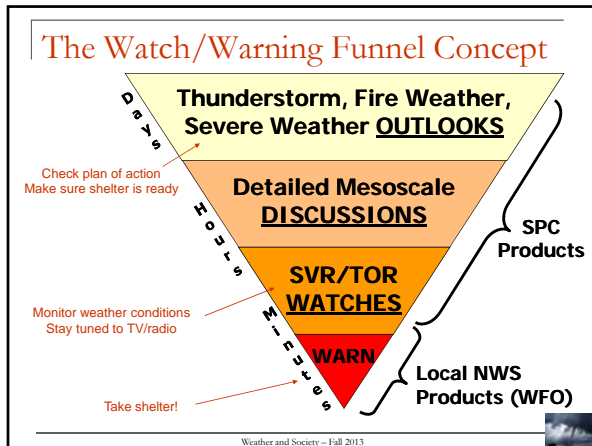 The Watch/Warning Funnel Concept
Days
Thunderstorm, Fire Weather,
Severe Weather OUTLOOKS
Check plan of action
Make sure shelter is ready
Detailed Mesoscale
DISCUSSIONS
Hours
SPC
Products
SVR/TOR
WATCHES
Monitor weather conditions
Stay tuned to TV/radio
Minutes
WARN
Local NWS
Products (WFO)
Take shelter!
Weather and Society – Fall 2013